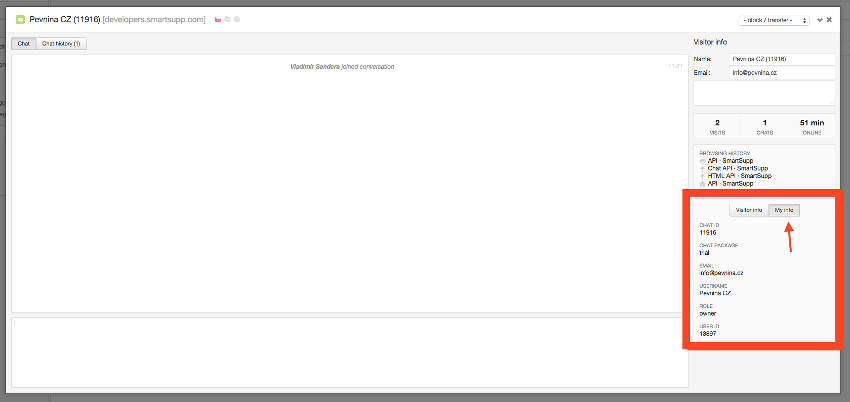 Pevnina CZ (11916) [developers.smartsupp.com]
- block / transfer -
Chat
Chat history (1)
Vladimír Sandera joined conversation
11:21
Visitor info
Name: Pevnina CZ (11916)
Email: info@pevnina.cz
2 1 51 min
VISITS CHATS ONLINE
BROWSING HISTORY
API - SmartSupp
Chat API - SmartSupp
HTML API - SmartSupp
API - SmartSupp
Visitor info
My info
CHAT ID
11916
CHAT PACKAGE
trial
EMAIL
info@pevnina.cz
USERNAME
Pevnina CZ
ROLE
owner
USER ID
13897